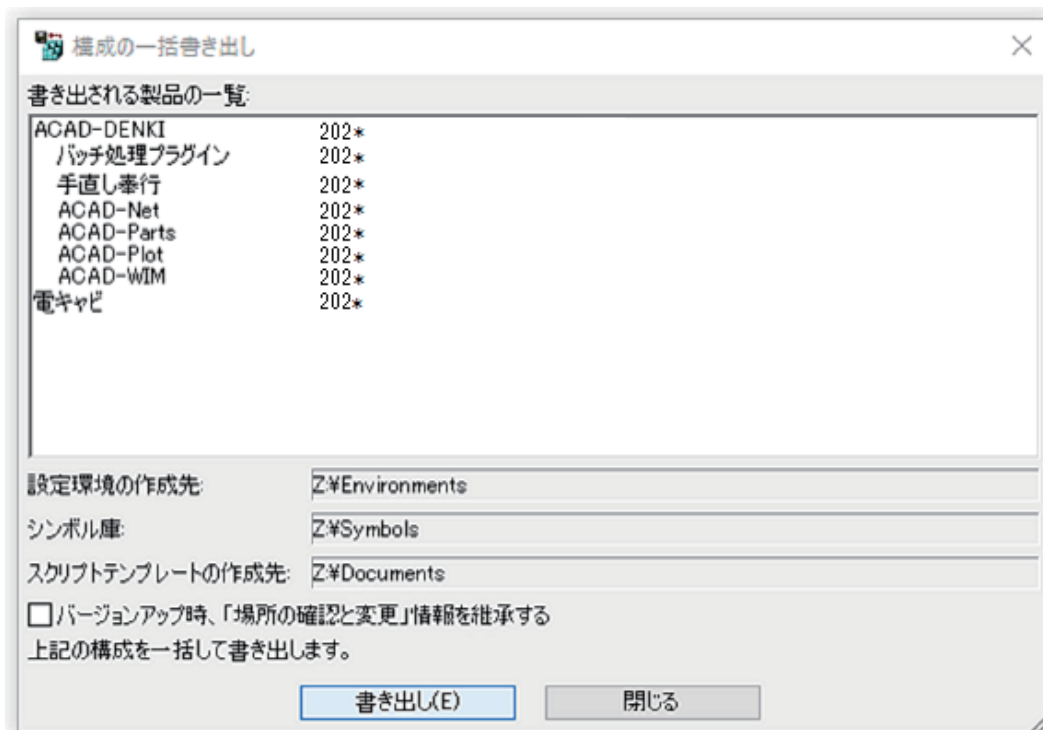 構成の一括書き出し
書き出される製品の一覧:
ACAD-DENKI 202*
バッチ処理プラグイン 202*
手直し奉行 202*
ACAD-Net 202*
ACAD-Parts 202*
ACAD-Plot 202*
ACAD-WIM 202*
電キャビ 202*
設定環境の作成先: Z:¥Environments
シンボル庫: Z:¥Symbols
スクリプトテンプレートの作成先: Z:¥Documents
バージョンアップ時、「場所の確認と変更」情報を継承する
上記の構成を一括して書き出します。
書き出し(E) 閉じる